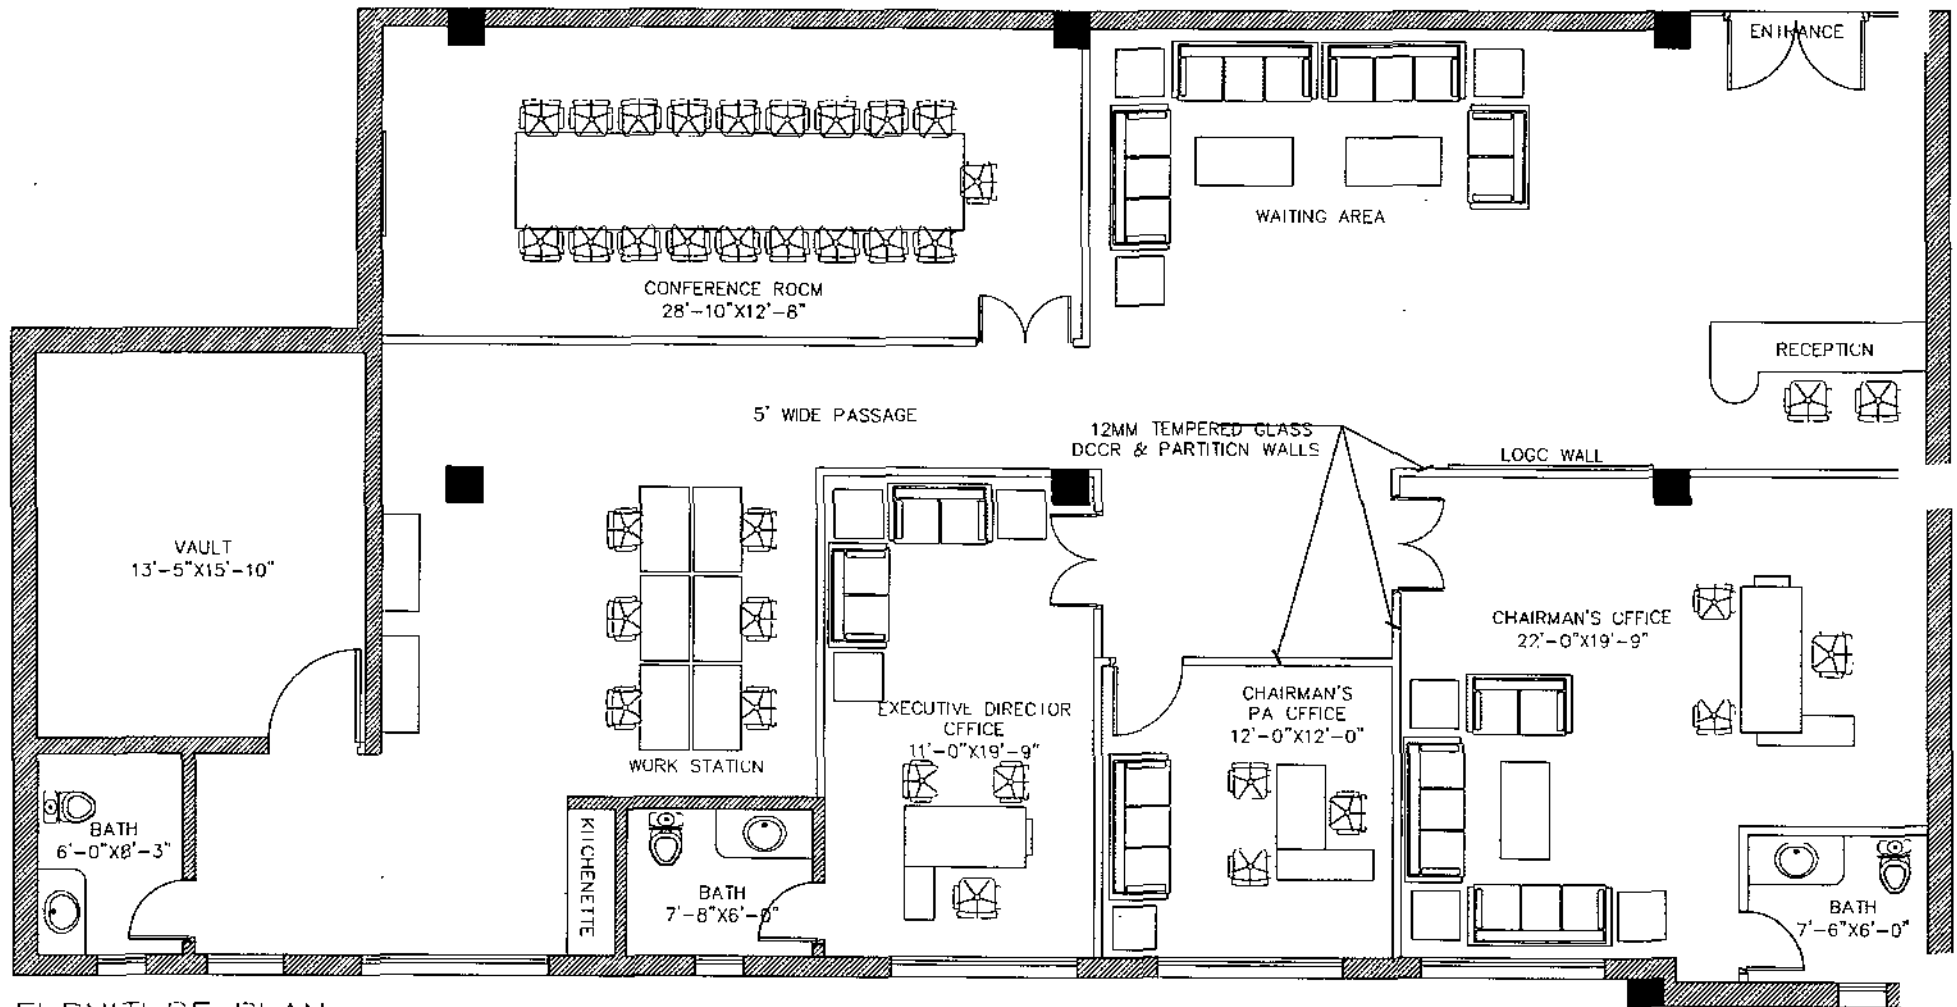 ENTRANCE
WAITING AREA
CONFERENCE ROOM
28'-10"X12'-8"
RECEPTION
5' WIDE PASSAGE
12MM TEMPERED GLASS
DOOR & PARTITION WALLS
LOGO WALL
VAULT
13'-5"X15'-10"
CHAIRMAN'S OFFICE
22'-0"X19'-9"
EXECUTIVE DIRECTOR
OFFICE
11'-0"X19'-9"
CHAIRMAN'S
PA OFFICE
12'-0"X12'-0"
WORK STATION
BATH
6'-0"X8'-3"
KITCHENETTE
BATH
7'-8"X6'-0"
BATH
7'-6"X6'-0"
FURNITURE PLAN